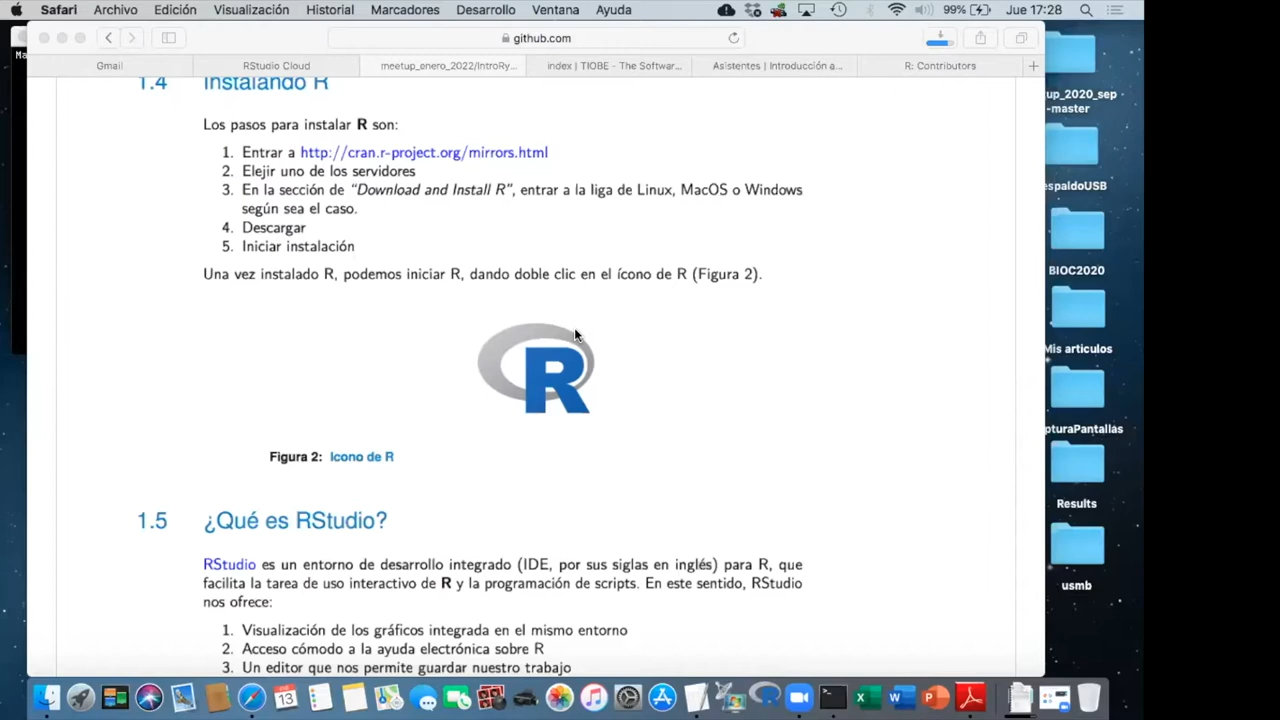 Safari Archivo Edición Visualización Historial Marcadores Desarrollo Ventana Ayuda 99% Jue 17:28
github.com
Gmail RStudio Cloud meetup_enero_2022/IntroRy... index | TIOBE - The Softwar... Asistentes | Introducción a... R: Contributors
Ma
1.4 Instalando R
Los pasos para instalar R son:
1. Entrar a http://cran.r-project.org/mirrors.html
2. Elejir uno de los servidores
3. En la sección de “Download and Install R”, entrar a la liga de Linux, MacOS o Windows
según sea el caso.
4. Descargar
5. Iniciar instalación
Una vez instalado R, podemos iniciar R, dando doble clic en el ícono de R (Figura 2).
R
Figura 2: Icono de R
1.5 ¿Qué es RStudio?
RStudio es un entorno de desarrollo integrado (IDE, por sus siglas en inglés) para R, que
facilita la tarea de uso interactivo de R y la programación de scripts. En este sentido, RStudio
nos ofrece:
1. Visualización de los gráficos integrada en el mismo entorno
2. Acceso cómodo a la ayuda electrónica sobre R
3. Un editor que nos permite guardar nuestro trabajo
up_2020_sep
-master
espaldoUSB
BIOC2020
Mis articulos
pturaPantallas
Results
usmb
13